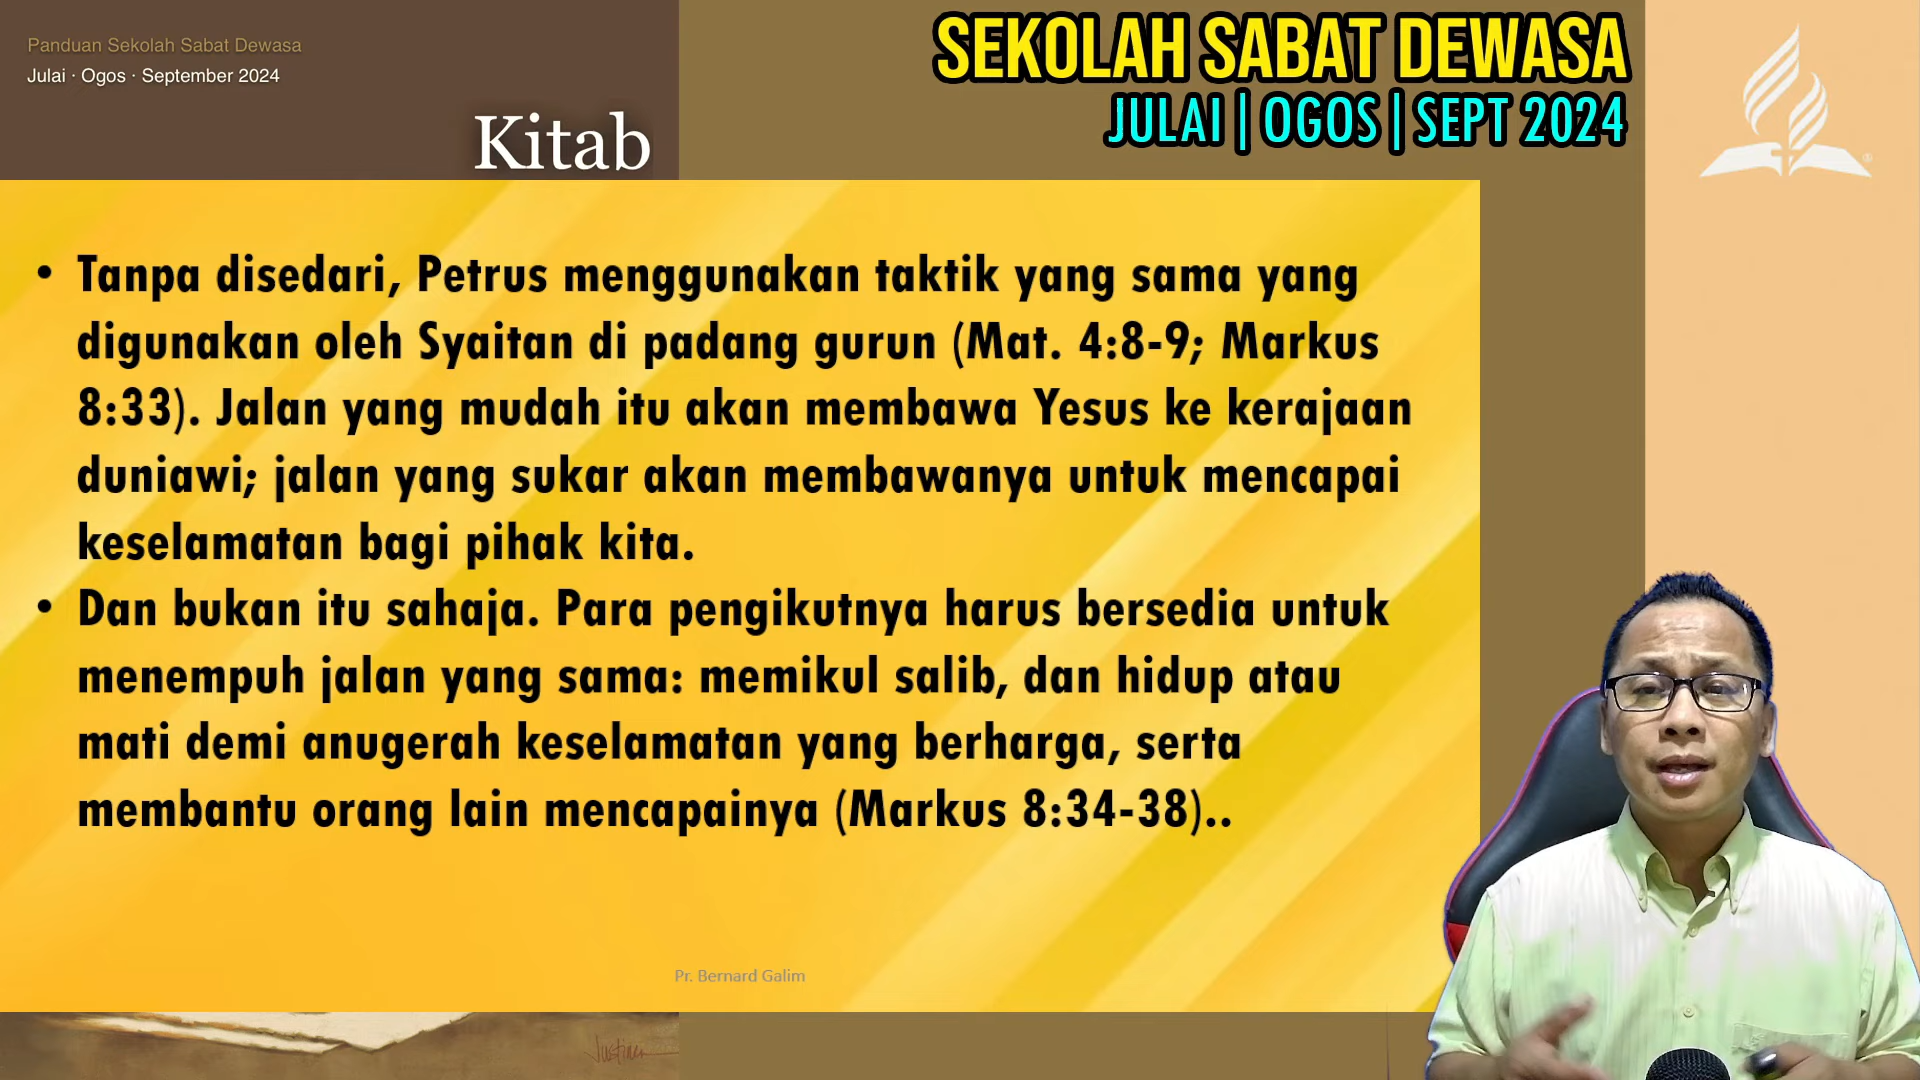 Panduan Sekolah Sabat Dewasa
Julai · Ogos · September 2024
Kitab
SEKOLAH SABAT DEWASA
JULAI | OGOS | SEPT 2024
• Tanpa disedari, Petrus menggunakan taktik yang sama yang
digunakan oleh Syaitan di padang gurun (Mat. 4:8-9; Markus
8:33). Jalan yang mudah itu akan membawa Yesus ke kerajaan
duniawi; jalan yang sukar akan membawanya untuk mencapai
keselamatan bagi pihak kita.
• Dan bukan itu sahaja. Para pengikutnya harus bersedia untuk
menempuh jalan yang sama: memikul salib, dan hidup atau
mati demi anugerah keselamatan yang berharga, serta
membantu orang lain mencapainya (Markus 8:34-38)..
Pr. Bernard Galim